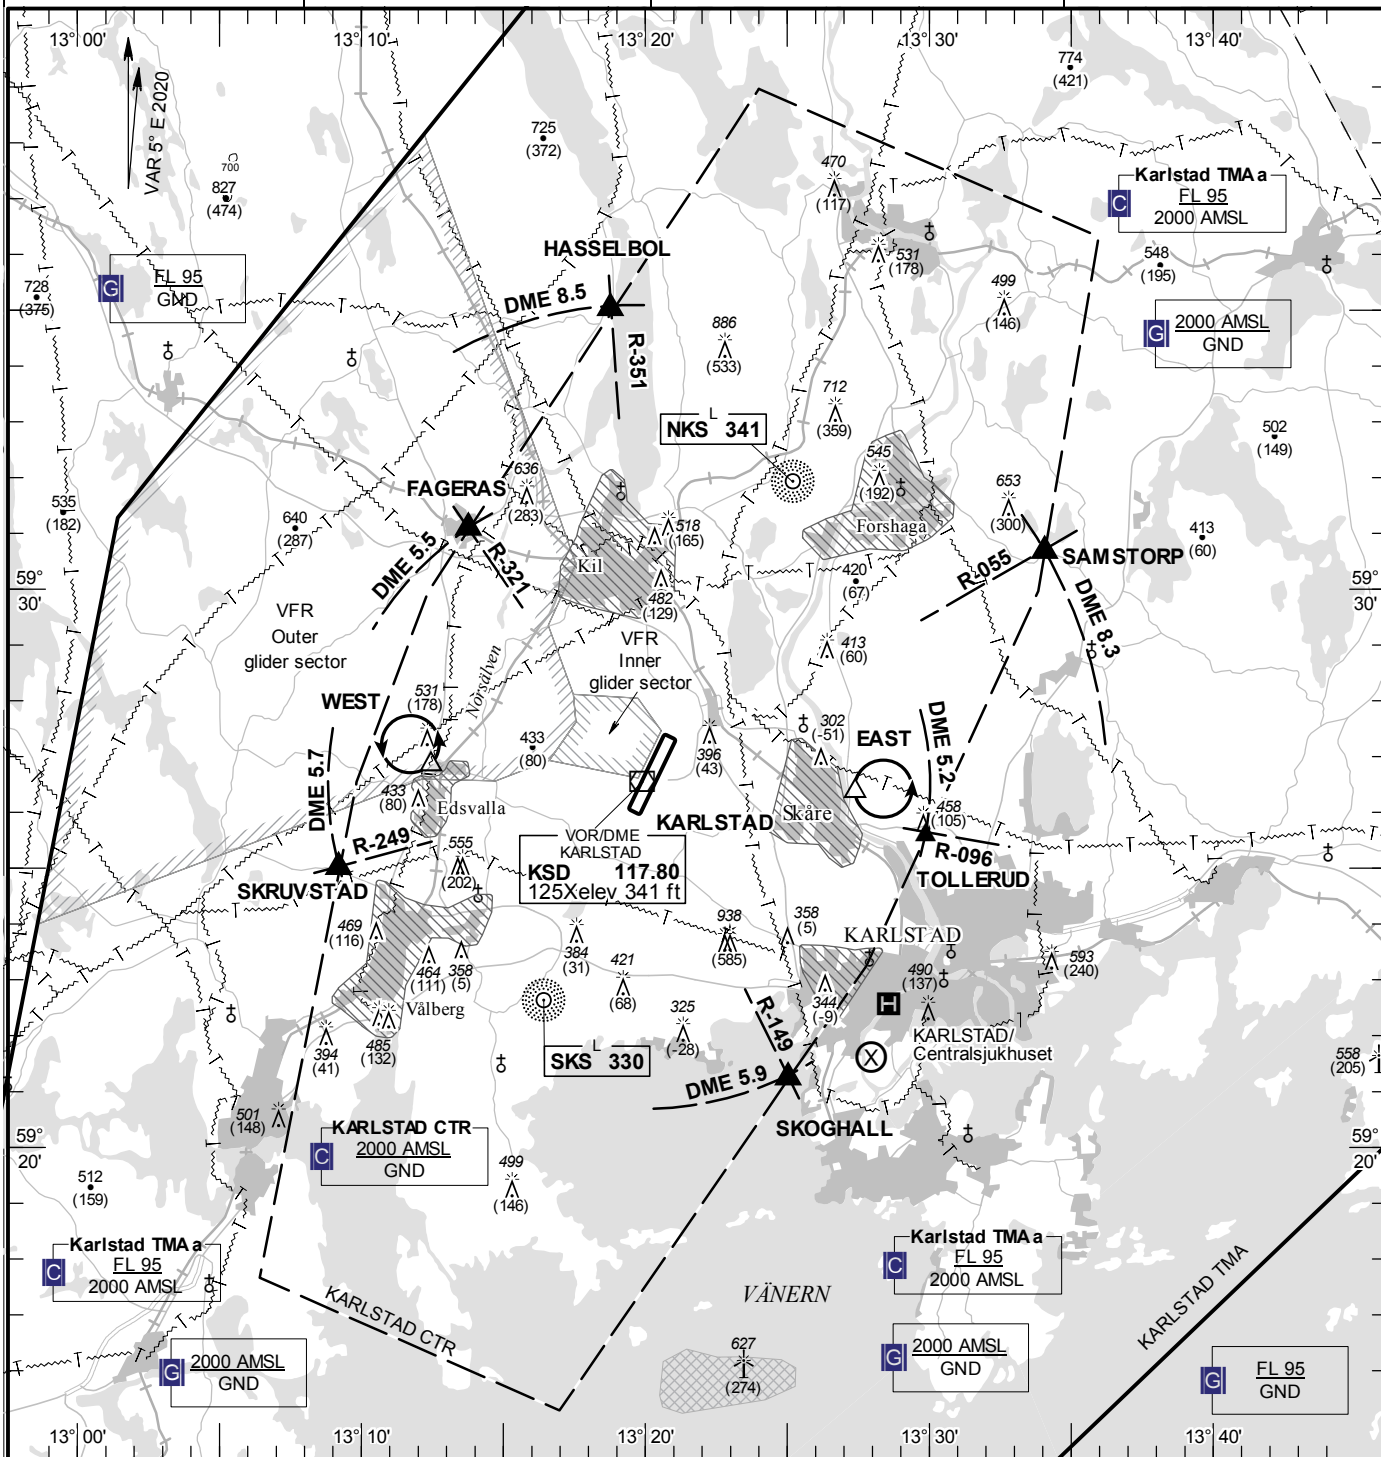 13° 00'
13° 10'
13° 20'
13° 30'
13° 40'
VAR 5° E 2020
774
(421)
725
(372)
700
827
(474)
470
(117)
C
Karlstad TMA a
FL 95
2000 AMSL
HASSELBOL
531
(178)
548
(195)
G
FL 95
GND
728
(375)
DME 8.5
499
(146)
R-351
886
(533)
G
2000 AMSL
GND
712
(359)
L
NKS 341
502
(149)
545
(192)
636
(283)
FAGERAS
653
(300)
535
(182)
640
(287)
518
(165)
Forshaga
413
(60)
SAMSTORP
DME 5.5
R-321
Kil
R-055
420
(67)
482
(129)
59°
30'
59°
30'
DME 8.3
VFR
Outer
glider sector
VFR
Inner
glider sector
413
(60)
Norsälven
531
(178)
WEST
302
(-51)
EAST
DME 5.2
DME 5.7
433
(80)
396
(43)
433
(80)
Edsvalla
Skåre
458
(105)
KARLSTAD
R-249
VOR/DME
KARLSTAD
KSD 117.80
125X elev 341 ft
555
(202)
R-096
TOLLERUD
SKRUVSTAD
469
(116)
384
(31)
938
(585)
358
(5)
KARLSTAD
593
(240)
464
(111)
358
(5)
421
(68)
344
(-9)
490
(137)
H
Vålberg
485
(132)
394
(41)
325
(-28)
R-149
KARLSTAD/
Centralsjukhuset
X
558
(205)
L
SKS 330
DME 5.9
501
(148)
SKOGHALL
C
KARLSTAD CTR
2000 AMSL
GND
59°
20'
59°
20'
512
(159)
499
(146)
C
Karlstad TMA a
FL 95
2000 AMSL
C
Karlstad TMA a
FL 95
2000 AMSL
KARLSTAD TMA
KARLSTAD CTR
VÄNERN
G
2000 AMSL
GND
627
(274)
G
2000 AMSL
GND
G
FL 95
GND
13° 00'
13° 10'
13° 20'
13° 30'
13° 40'